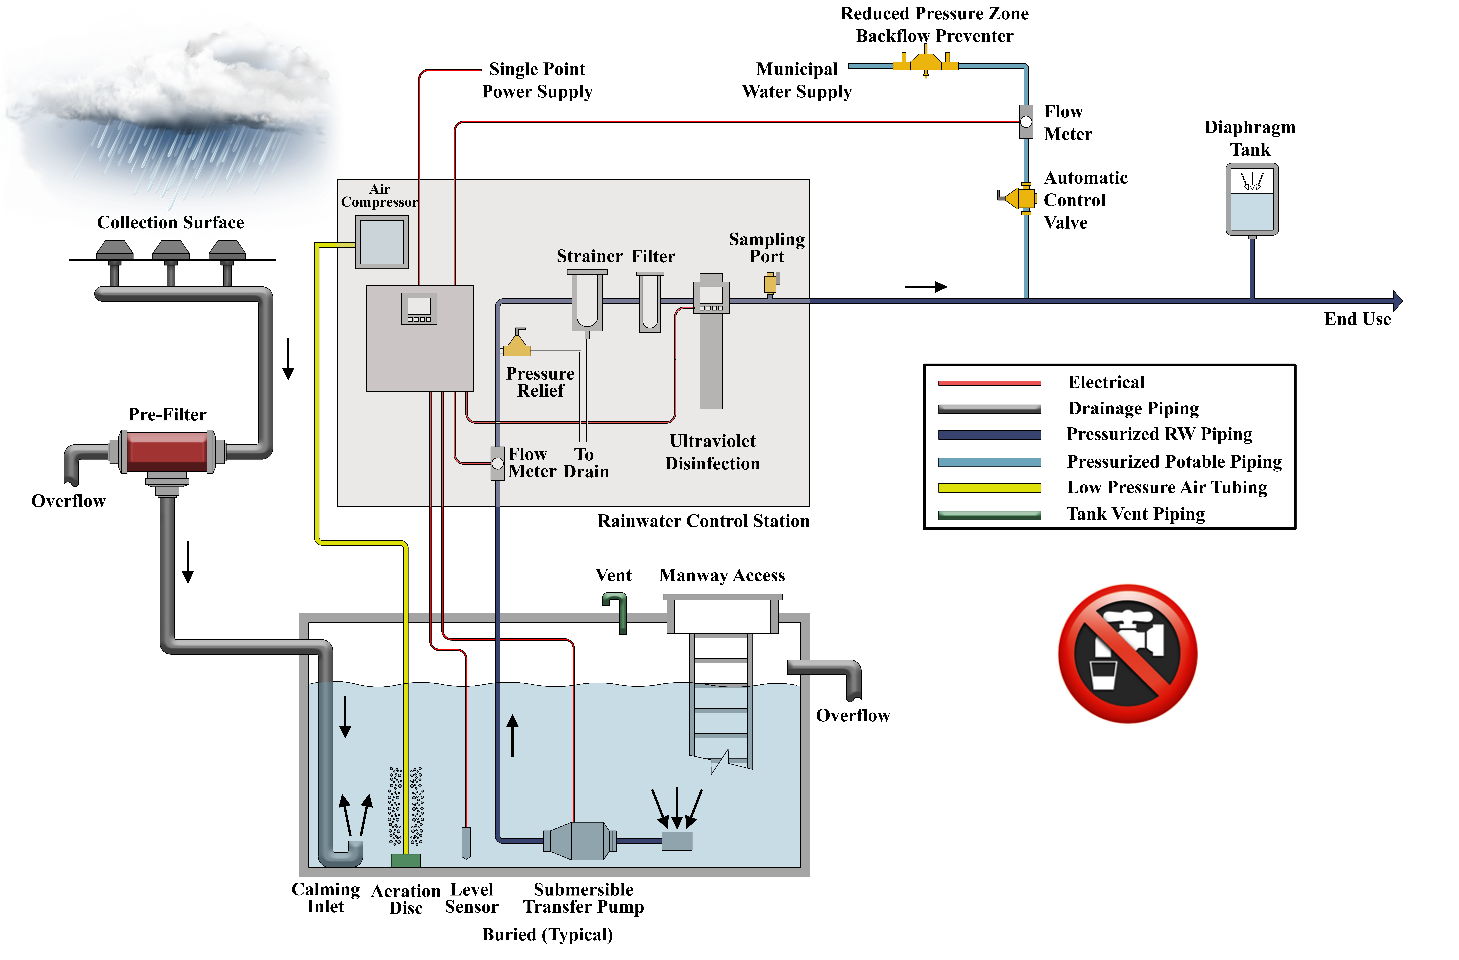 Reduced Pressure Zone
Backflow Preventer
Single Point
Power Supply
Municipal
Water Supply
Flow
Meter
Diaphragm
Tank
Automatic
Control
Valve
Air
Compressor
Collection Surface
Sampling
Port
Strainer
Filter
End Use
Pressure
Relief
Electrical
Drainage Piping
Pressurized RW Piping
Pressurized Potable Piping
Low Pressure Air Tubing
Tank Vent Piping
Pre-Filter
Overflow
Flow
Meter
To
Drain
Ultraviolet
Disinfection
Rainwater Control Station
Vent
Manway Access
Overflow
Calming
Inlet
Aeration
Disc
Level
Sensor
Submersible
Transfer Pump
Buried (Typical)